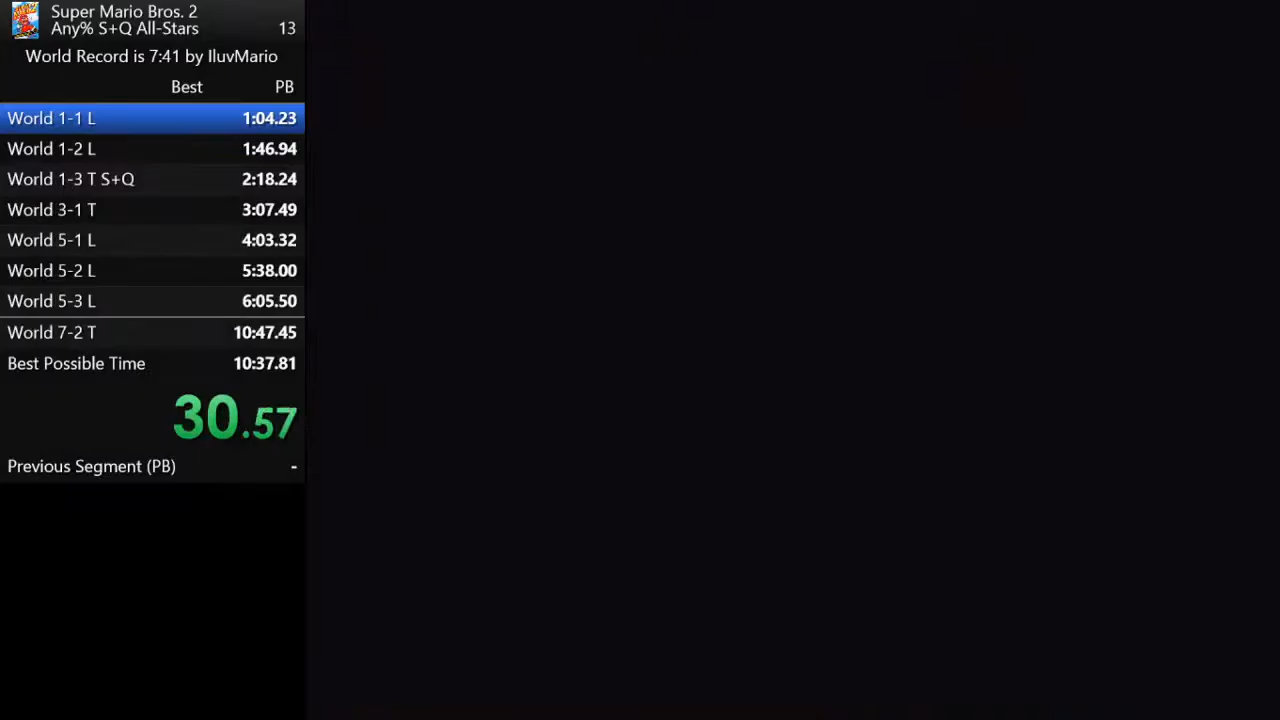 Super Mario Bros. 2
Any% S+Q All-Stars 13
World Record is 7:41 by IluvMario
Best PB
World 1-1 L 1:04.23
World 1-2 L 1:46.94
World 1-3 T S+Q 2:18.24
World 3-1 T 3:07.49
World 5-1 L 4:03.32
World 5-2 L 5:38.00
World 5-3 L 6:05.50
World 7-2 T 10:47.45
Best Possible Time 10:37.81
30.57
Previous Segment (PB) -